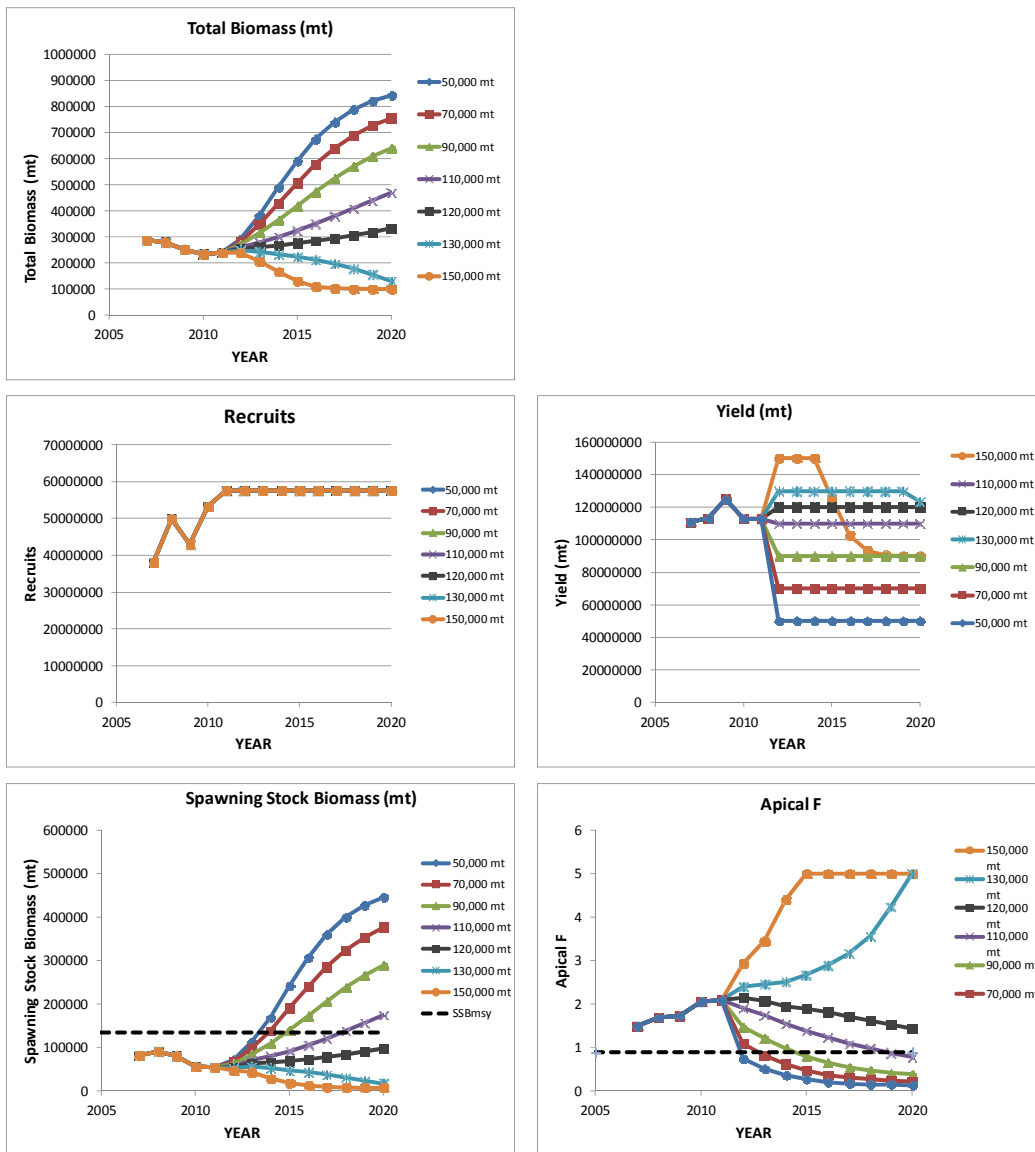 Total Biomass (mt)
Total Biomass (mt)
1000000
900000
800000
700000
600000
500000
400000
300000
200000
100000
0
2005
2010
2015
2020
YEAR
50,000 mt
70,000 mt
90,000 mt
110,000 mt
120,000 mt
130,000 mt
150,000 mt
Recruits
Recruits
70000000
60000000
50000000
40000000
30000000
20000000
10000000
0
2005
2010
2015
2020
YEAR
50,000 mt
70,000 mt
90,000 mt
110,000 mt
120,000 mt
130,000 mt
150,000 mt
Yield (mt)
Yield (mt)
160000000
140000000
120000000
100000000
80000000
60000000
40000000
20000000
0
2005
2010
2015
2020
YEAR
150,000 mt
110,000 mt
120,000 mt
130,000 mt
90,000 mt
70,000 mt
50,000 mt
Spawning Stock Biomass (mt)
Spawning Stock Biomass (mt)
600000
500000
400000
300000
200000
100000
0
2005
2010
2015
2020
YEAR
50,000 mt
70,000 mt
90,000 mt
110,000 mt
120,000 mt
130,000 mt
150,000 mt
SSBmsy
Apical F
Apical F
6
5
4
3
2
1
0
2005
2010
2015
2020
YEAR
150,000
mt
130,000
mt
120,000
mt
110,000
mt
90,000 mt
70,000 mt